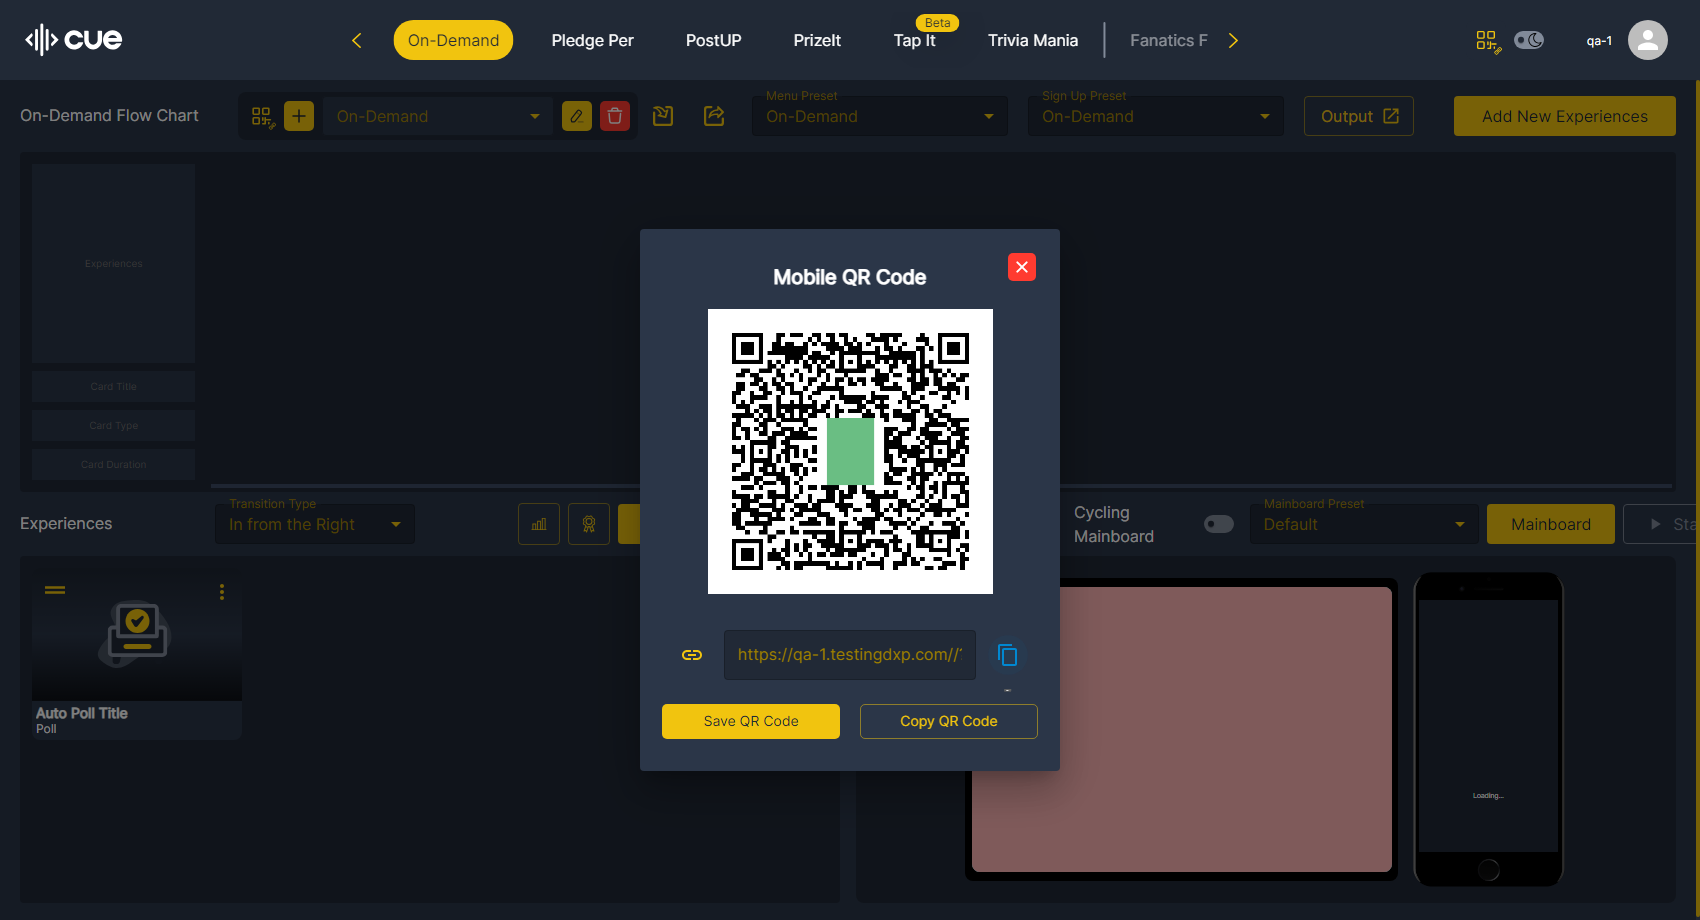 cue
On-Demand
Pledge Per
PostUP
PrizeIt
Beta
Tap It
Trivia Mania
Fanatics F
qa-1
On-Demand Flow Chart
On-Demand
Menu Preset
On-Demand
Sign Up Preset
On-Demand
Output
Add New Experiences
Experiences
Card Title
Card Type
Card Duration
Mobile QR Code
https://qa-1.testingdxp.com//
Save QR Code
Copy QR Code
Experiences
Transition Type
In from the Right
Cycling
Mainboard
Mainboard Preset
Default
Mainboard
Sta
Auto Poll Title
Poll
Loading...